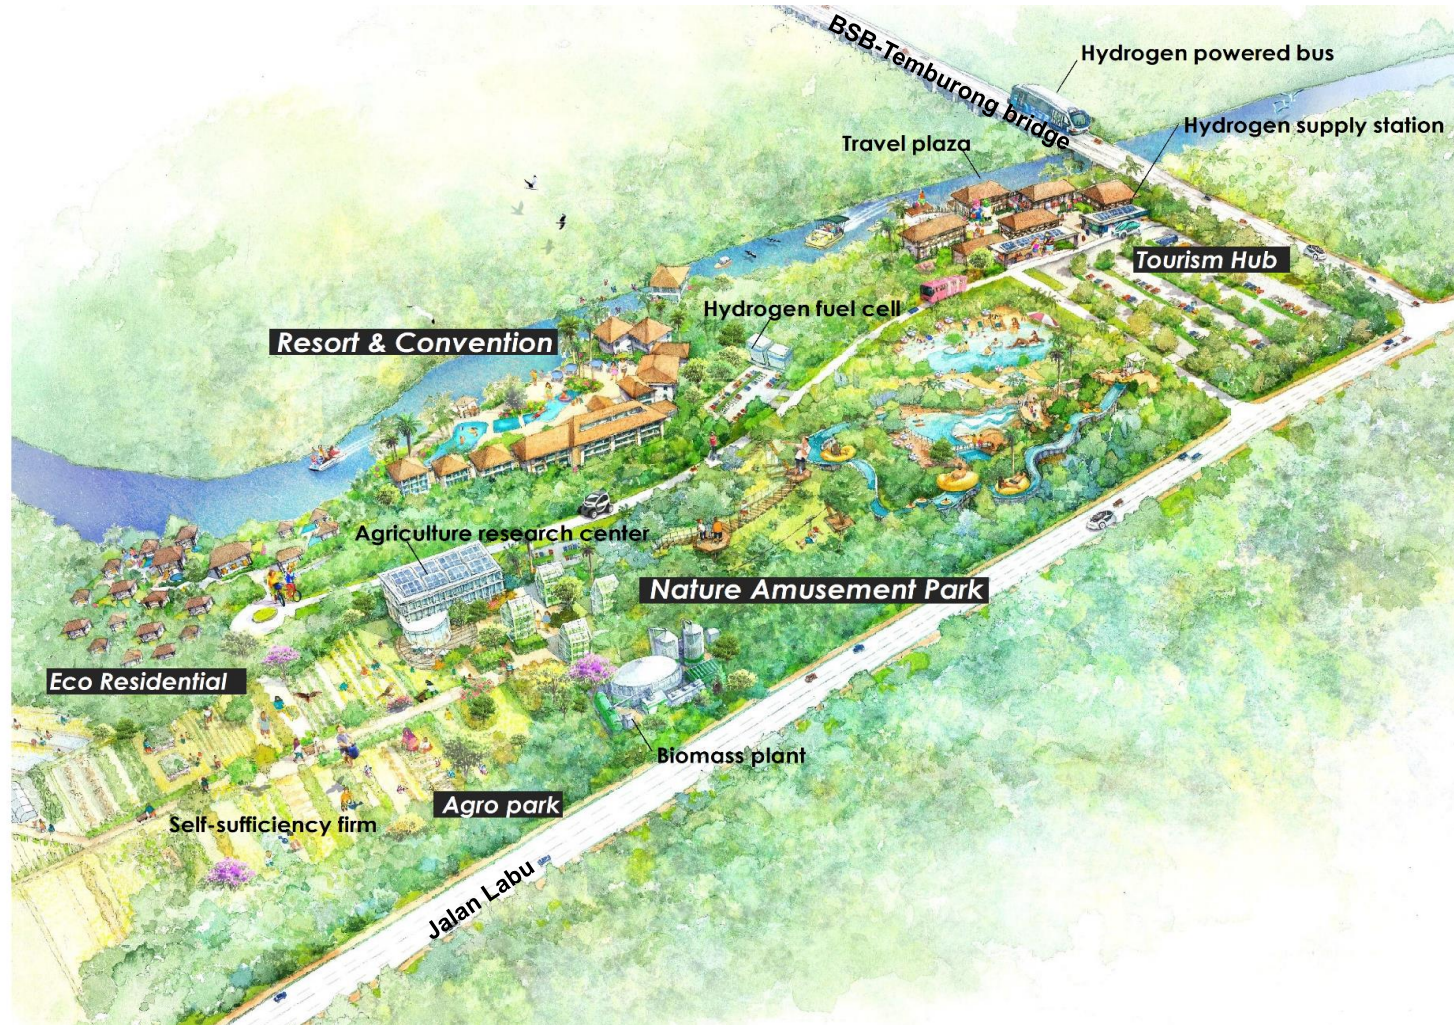 BSB-Temburong bridge
Hydrogen powered bus
Hydrogen supply station
Travel plaza
Tourism Hub
Hydrogen fuel cell
Resort & Convention
Agriculture research center
Nature Amusement Park
Eco Residential
Biomass plant
Agro park
Self-sufficiency firm
Jalan Labu